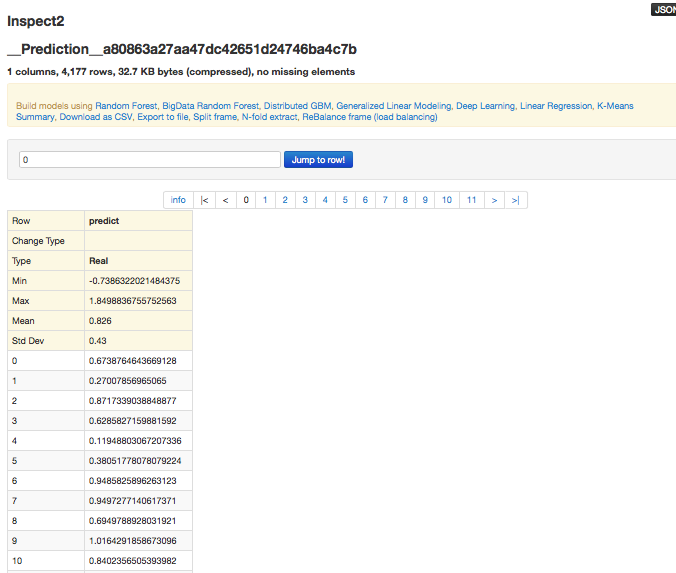 JSON
Inspect2
__Prediction__a80863a27aa47dc42651d24746ba4c7b
1 columns, 4,177 rows, 32.7 KB bytes (compressed), no missing elements
Build models using Random Forest, BigData Random Forest, Distributed GBM, Generalized Linear Modeling, Deep Learning, Linear Regression, K-Means
Summary, Download as CSV, Export to file, Split frame, N-fold extract, ReBalance frame (load balancing)
0 Jump to row!
info |< < 0 1 2 3 4 5 6 7 8 9 10 11 > >|
Row predict
Change Type
Type Real
Min -0.7386322021484375
Max 1.8498836755752563
Mean 0.826
Std Dev 0.43
0 0.6738764643669128
1 0.27007856965065
2 0.8717339038848877
3 0.6285827159881592
4 0.11948803067207336
5 0.38051778078079224
6 0.9485825896263123
7 0.9497277140617371
8 0.6949788928031921
9 1.0164291858673096
10 0.8402356505393982